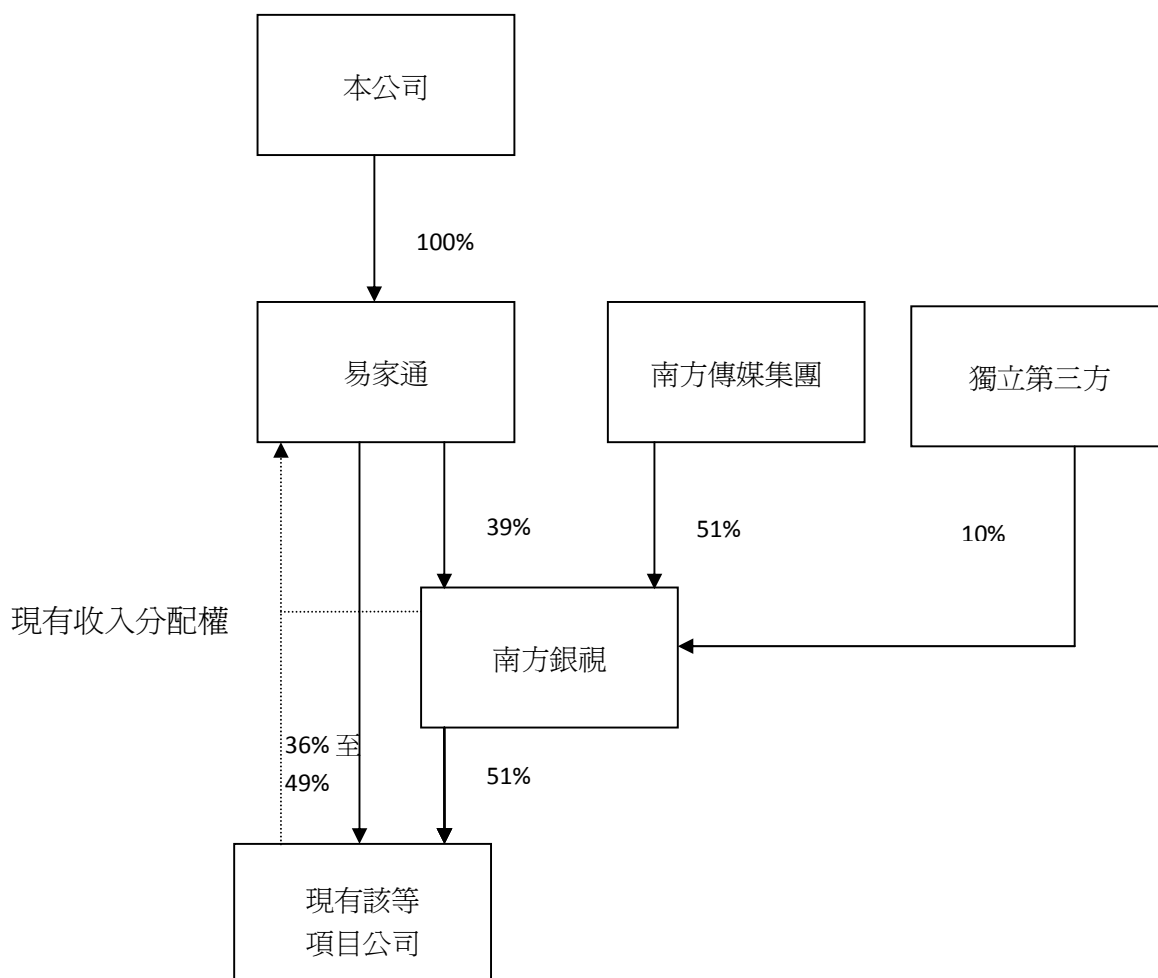 本公司
100%
易家通
南方傳媒集團
獨立第三方
39%
51%
10%
現有收入分配權
南方銀視
36% 至
49%
51%
現有該等
項目公司